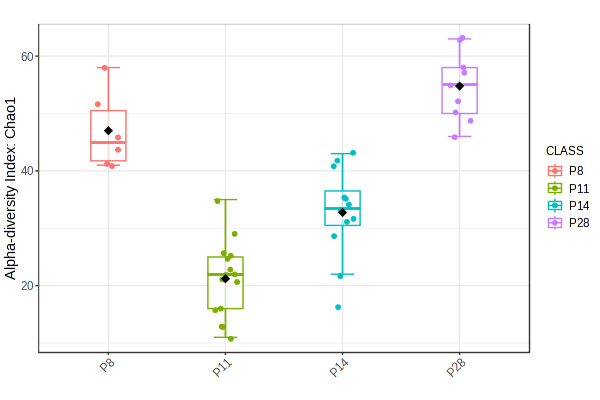 Alpha-diversity Index: Chao1
60
40
20
P8
P11
P14
P28
CLASS
P8
P11
P14
P28